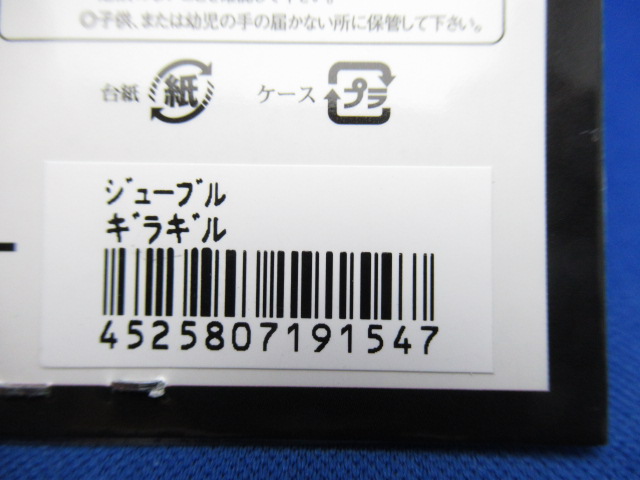 ◎子供、または幼児の手の届かない所に保管して下さい。
台紙 紙 ケース プラ
ジューブル
ギラギル
4525807191547